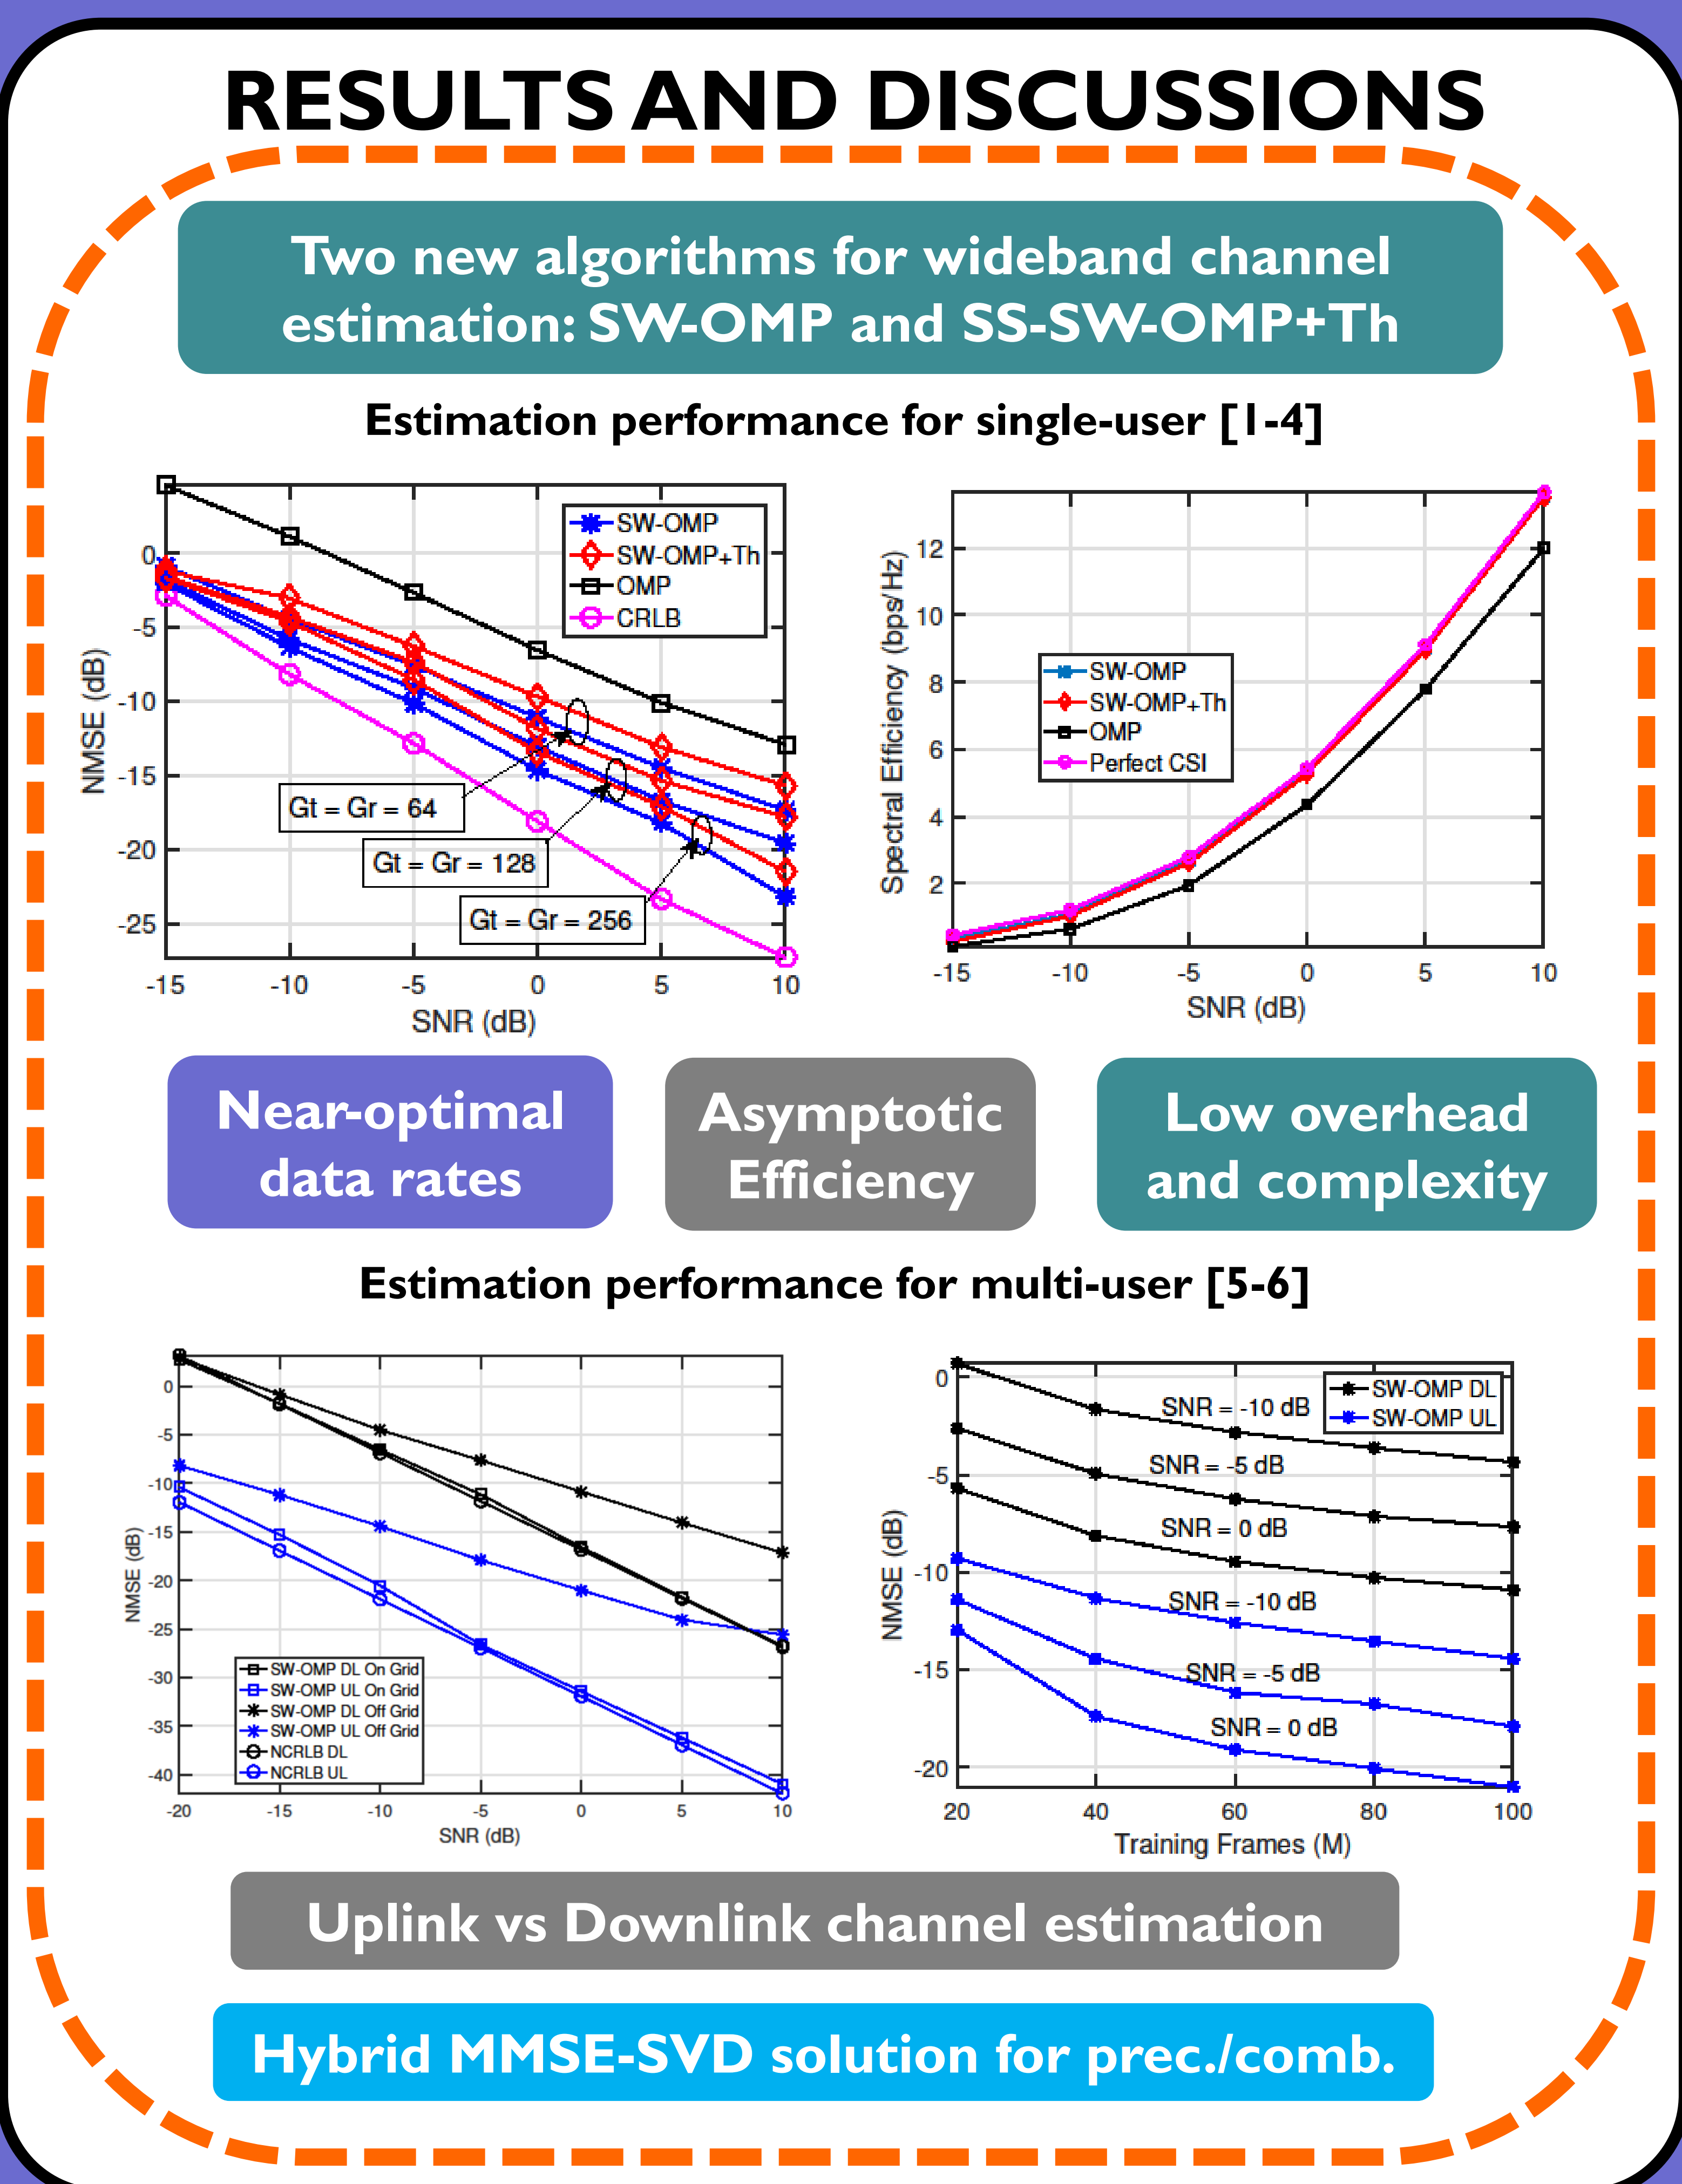 RESULTS AND DISCUSSIONS
Two new algorithms for wideband channel
estimation: SW-OMP and SS-SW-OMP+Th
Estimation performance for single-user [1-4]
NMSE (dB)
0
-5
-10
-15
-20
-25
SW-OMP
SW-OMP+Th
OMP
CRLB
Gt = Gr = 64
Gt = Gr = 128
Gt = Gr = 256
-15 -10 -5 0 5 10
SNR (dB)
Spectral Efficiency (bps/Hz)
12
10
8
6
4
2
SW-OMP
SW-OMP+Th
OMP
Perfect CSI
-15 -10 -5 0 5 10
SNR (dB)
Near-optimal
data rates
Asymptotic
Efficiency
Low overhead
and complexity
Estimation performance for multi-user [5-6]
NMSE (dB)
0
-5
-10
-15
-20
-25
-30
-35
-40
SW-OMP DL On Grid
SW-OMP UL On Grid
SW-OMP DL Off Grid
SW-OMP UL Off Grid
NCRLB DL
NCRLB UL
-20 -15 -10 -5 0 5 10
SNR (dB)
NMSE (dB)
0
-5
-10
-15
-20
SW-OMP DL
SW-OMP UL
SNR = -10 dB
SNR = -5 dB
SNR = 0 dB
SNR = -10 dB
SNR = -5 dB
SNR = 0 dB
20 40 60 80 100
Training Frames (M)
Uplink vs Downlink channel estimation
Hybrid MMSE-SVD solution for prec./comb.